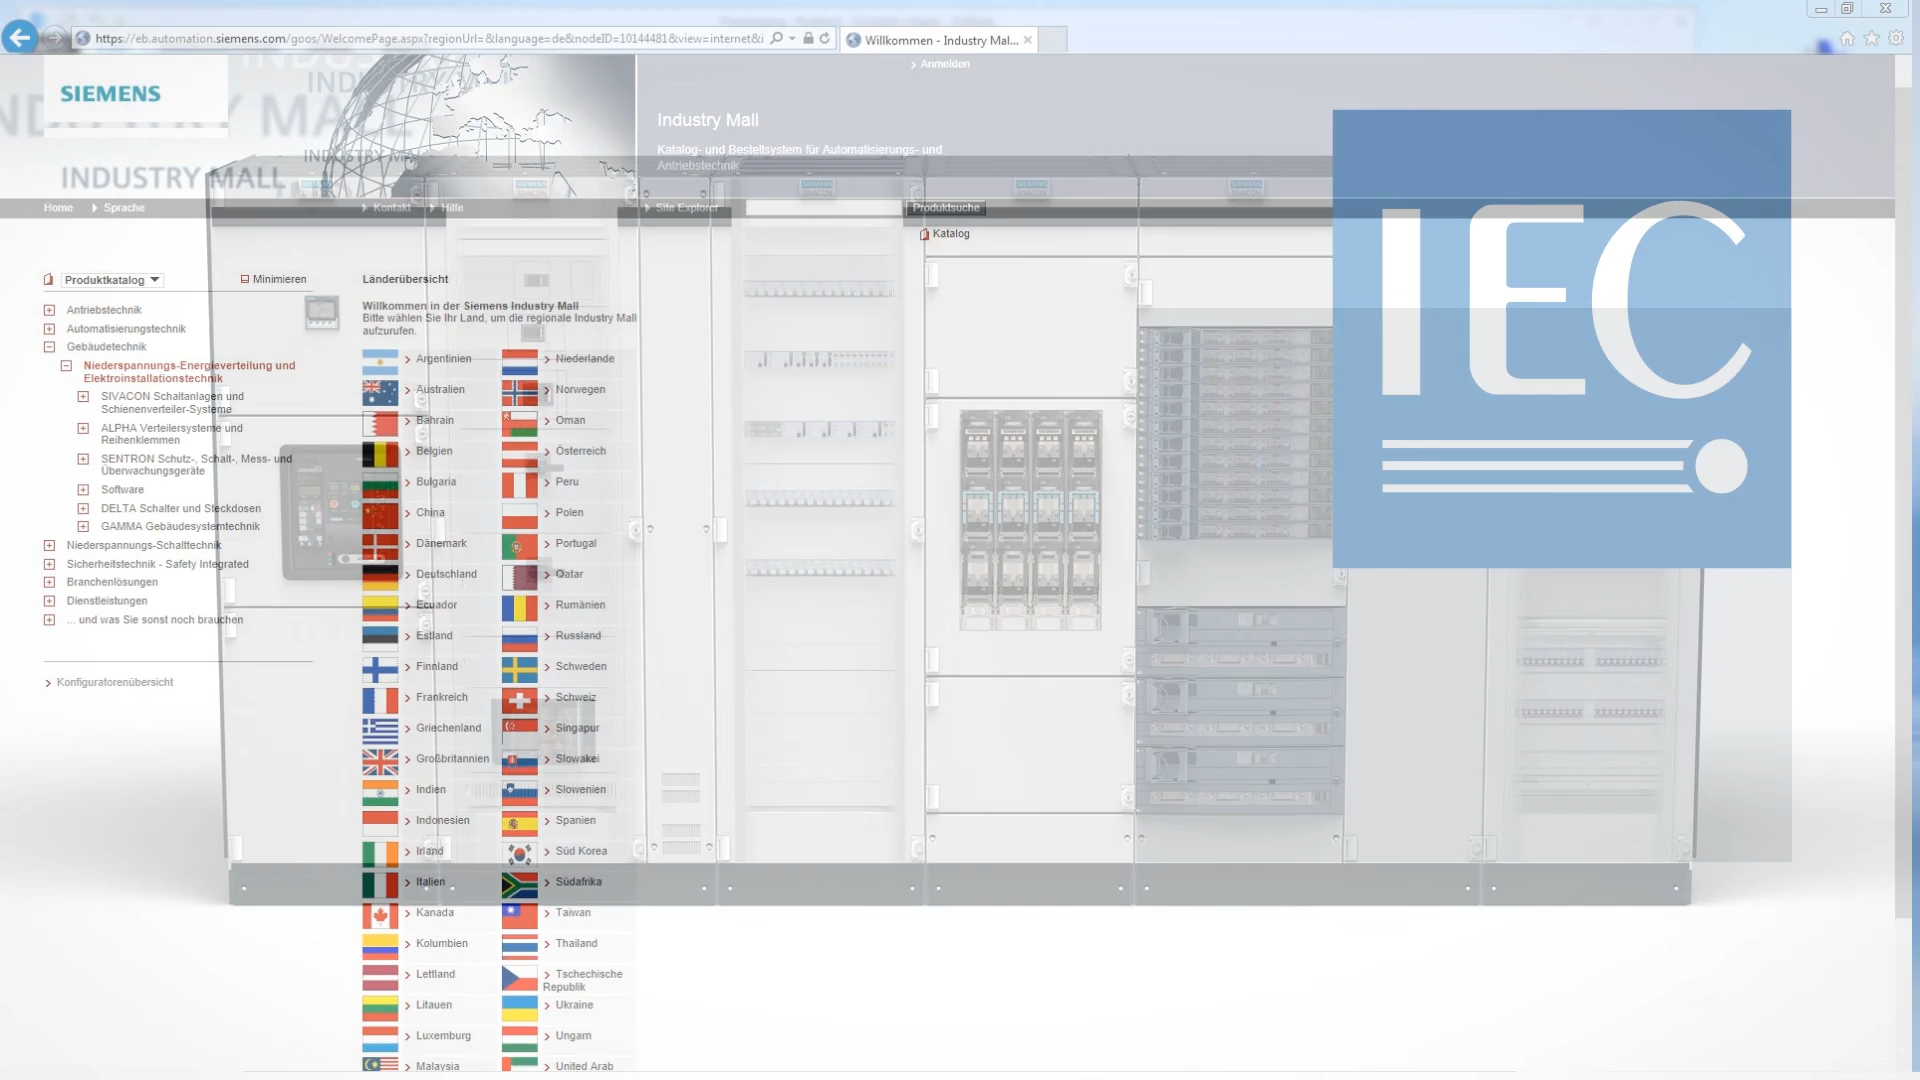 https://eb.automation.siemens.com/goos/WelcomePage.aspx?regionUrl=&language=de&nodeID=10144481&view=internet&i
Willkommen - Industry Mal...
SIEMENS
INDUSTRY MALL
Anmelden
Industry Mall
Katalog- und Bestellsystem für Automatisierungs- und
Antriebstechnik
Home
Sprache
Kontakt
Hilfe
Site Explorer
Produktsuche
Katalog
Produktkatalog
Minimieren
Antriebstechnik
Automatisierungstechnik
Gebäudetechnik
Niederspannungs-Energieverteilung und
Elektroinstallationstechnik
SIVACON Schaltanlagen und
Schienenverteiler-Systeme
ALPHA Verteilersysteme und
Reihenklemmen
SENTRON Schutz-, Schalt-, Mess- und
Überwachungsgeräte
Software
DELTA Schalter und Steckdosen
GAMMA Gebäudesystemtechnik
Niederspannungs-Schalttechnik
Sicherheitstechnik - Safety Integrated
Branchenlösungen
Dienstleistungen
... und was Sie sonst noch brauchen
Konfiguratorenübersicht
Länderübersicht
Willkommen in der Siemens Industry Mall
Bitte wählen Sie Ihr Land, um die regionale Industry Mall
aufzurufen.
Argentinien
Australien
Bahrain
Belgien
Bulgaria
China
Dänemark
Deutschland
Ecuador
Estland
Finnland
Frankreich
Griechenland
Großbritannien
Indien
Indonesien
Irland
Italien
Kanada
Kolumbien
Lettland
Litauen
Luxemburg
Malaysia
Niederlande
Norwegen
Oman
Österreich
Peru
Polen
Portugal
Qatar
Rumänien
Russland
Schweden
Schweiz
Singapur
Slowakei
Slowenien
Spanien
Süd Korea
Südafrika
Taiwan
Thailand
Tschechische
Republik
Ukraine
Ungarn
United Arab
IEC